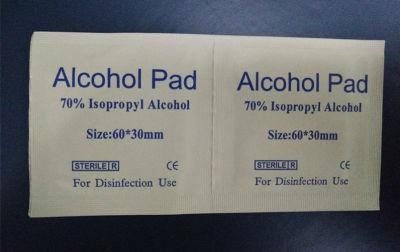 Alcohol Pad
70% Isopropyl Alcohol
Size:60*30mm
STERILE R CE
For Disinfection Use
Alcohol Pad
70% Isopropyl Alcohol
Size:60*30mm
STERILE R CE
For Disinfection Use